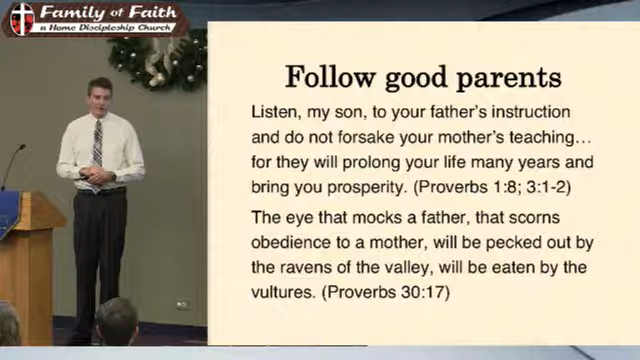 Family of Faith
a Home Discipleship Church
Follow good parents
Listen, my son, to your father's instruction
and do not forsake your mother's teaching…
for they will prolong your life many years and
bring you prosperity. (Proverbs 1:8; 3:1-2)
The eye that mocks a father, that scorns
obedience to a mother, will be pecked out by
the ravens of the valley, will be eaten by the
vultures. (Proverbs 30:17)